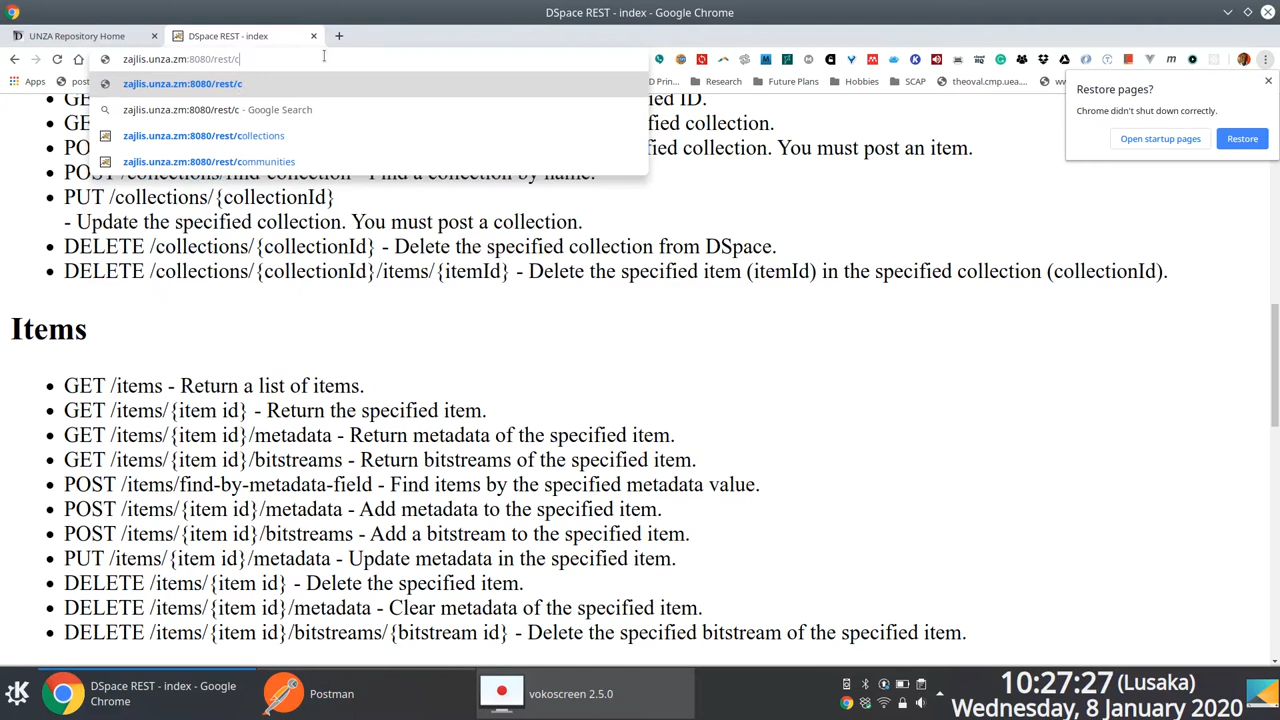 DSpace REST - index - Google Chrome
UNZA Repository Home
DSpace REST - index
zajlis.unza.zm:8080/rest/c
zajlis.unza.zm:8080/rest/c
zajlis.unza.zm:8080/rest/c - Google Search
zajlis.unza.zm:8080/rest/collections
zajlis.unza.zm:8080/rest/communities
Apps
D Prin...
Research
Future Plans
Hobbies
SCAP
theoval.cmp.uea....
Restore pages?
Chrome didn't shut down correctly.
Open startup pages
Restore
ied ID.
fied collection.
ied collection. You must post an item.
POST /collections/find-collection - Find a collection by name.
PUT /collections/{collectionId}
- Update the specified collection. You must post a collection.
DELETE /collections/{collectionId} - Delete the specified collection from DSpace.
DELETE /collections/{collectionId}/items/{itemId} - Delete the specified item (itemId) in the specified collection (collectionId).
Items
GET /items - Return a list of items.
GET /items/{item id} - Return the specified item.
GET /items/{item id}/metadata - Return metadata of the specified item.
GET /items/{item id}/bitstreams - Return bitstreams of the specified item.
POST /items/find-by-metadata-field - Find items by the specified metadata value.
POST /items/{item id}/metadata - Add metadata to the specified item.
POST /items/{item id}/bitstreams - Add a bitstream to the specified item.
PUT /items/{item id}/metadata - Update metadata in the specified item.
DELETE /items/{item id} - Delete the specified item.
DELETE /items/{item id}/metadata - Clear metadata of the specified item.
DELETE /items/{item id}/bitstreams/{bitstream id} - Delete the specified bitstream of the specified item.
DSpace REST - index - Google Chrome
Postman
vokoscreen 2.5.0
10:27:27 (Lusaka)
Wednesday, 8 January 2020